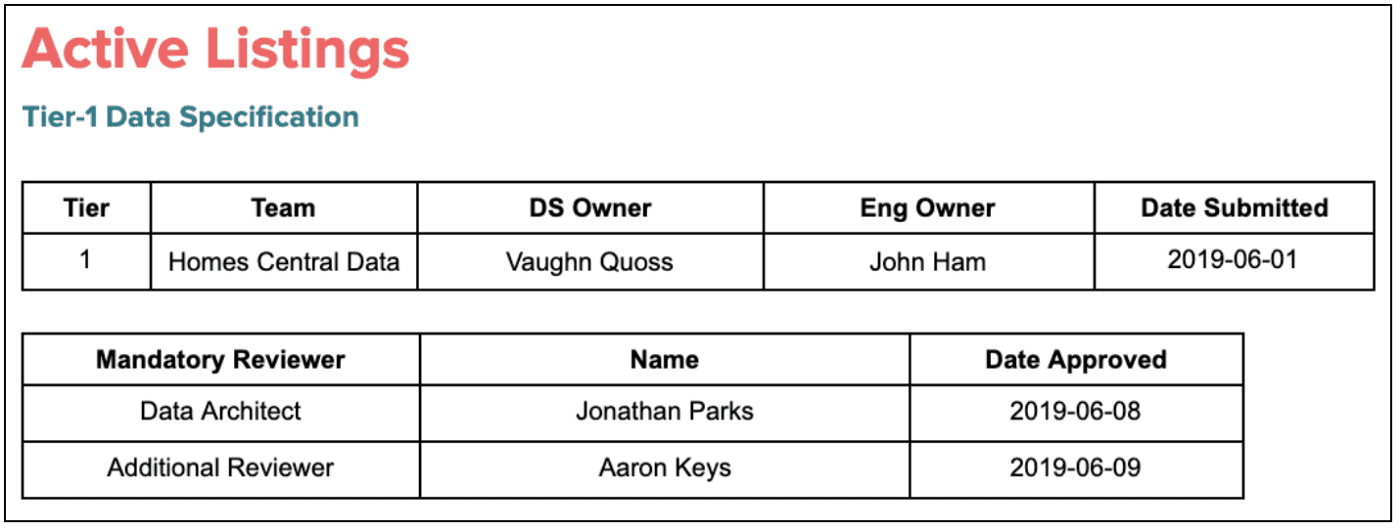 Active Listings
Tier-1 Data Specification
Tier Team DS Owner Eng Owner Date Submitted
1 Homes Central Data Vaughn Quoss John Ham 2019-06-01
Mandatory Reviewer Name Date Approved
Data Architect Jonathan Parks 2019-06-08
Additional Reviewer Aaron Keys 2019-06-09